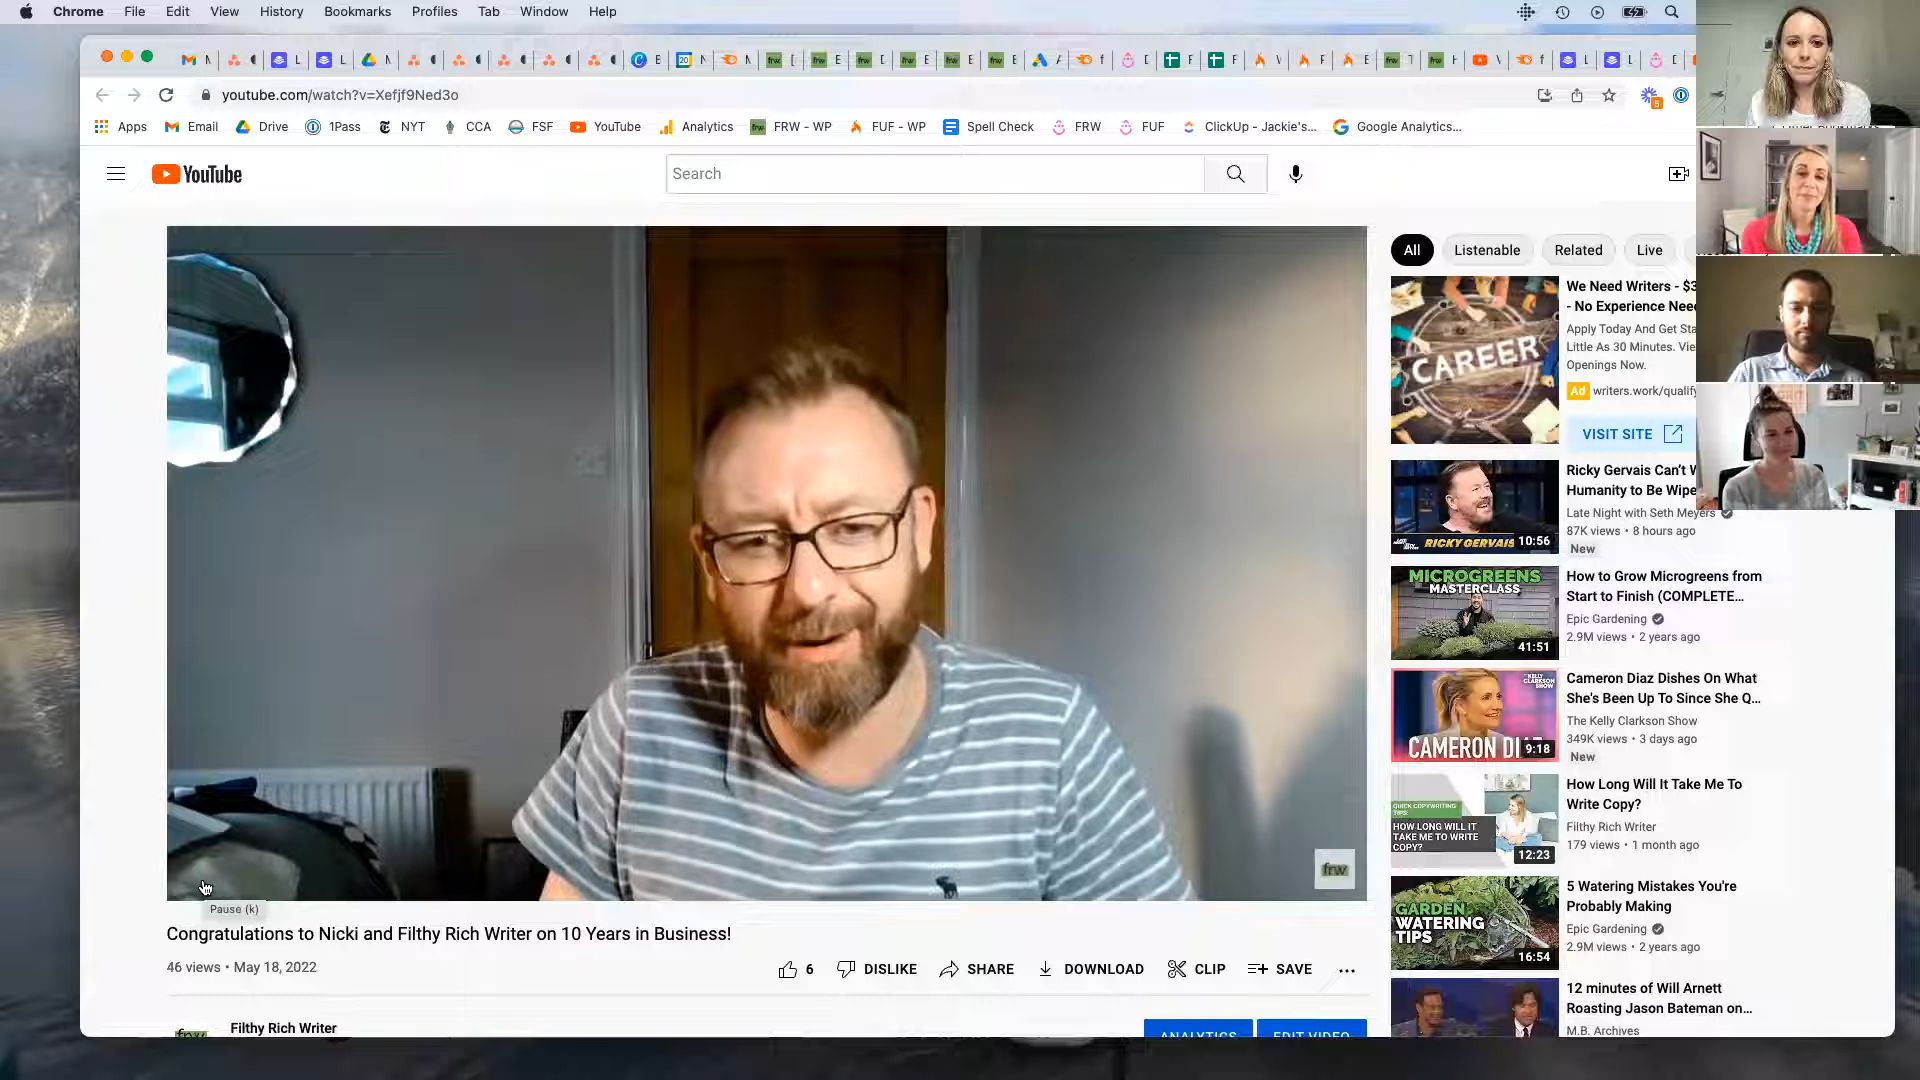 Chrome File Edit View History Bookmarks Profiles Tab Window Help
youtube.com/watch?v=Xefjf9Ned3o
Apps Email Drive 1Pass NYT CCA FSF YouTube Analytics FRW - WP FUF - WP Spell Check FRW FUF ClickUp - Jackie's... Google Analytics...
YouTube
Search
All Listenable Related Live
CAREER
We Need Writers - $3
- No Experience Nee
Apply Today And Get Sta
Little As 30 Minutes. Vie
Openings Now.
Ad writers.work/qualify
VISIT SITE
RICKY GERVAIS 10:56
Ricky Gervais Can't W
Humanity to Be Wipe
Late Night with Seth Meyers
87K views • 8 hours ago
New
MICROGREENS
MASTERCLASS
41:51
How to Grow Microgreens from
Start to Finish (COMPLETE...
Epic Gardening
2.9M views • 2 years ago
THE KELLY CLARKSON SHOW
CAMERON DIAZ 9:18
Cameron Diaz Dishes On What
She's Been Up To Since She Q...
The Kelly Clarkson Show
349K views • 3 days ago
New
QUICK COPYWRITING TIPS:
HOW LONG WILL IT
TAKE ME TO WRITE
COPY?
12:23
How Long Will It Take Me To
Write Copy?
Filthy Rich Writer
179 views • 1 month ago
GARDEN
WATERING
TIPS
16:54
5 Watering Mistakes You're
Probably Making
Epic Gardening
2.9M views • 2 years ago
12 minutes of Will Arnett
Roasting Jason Bateman on...
M.B. Archives
frw
Pause (k)
Congratulations to Nicki and Filthy Rich Writer on 10 Years in Business!
46 views • May 18, 2022
6 DISLIKE SHARE DOWNLOAD CLIP SAVE
Filthy Rich Writer
ANALYTICS EDIT VIDEO